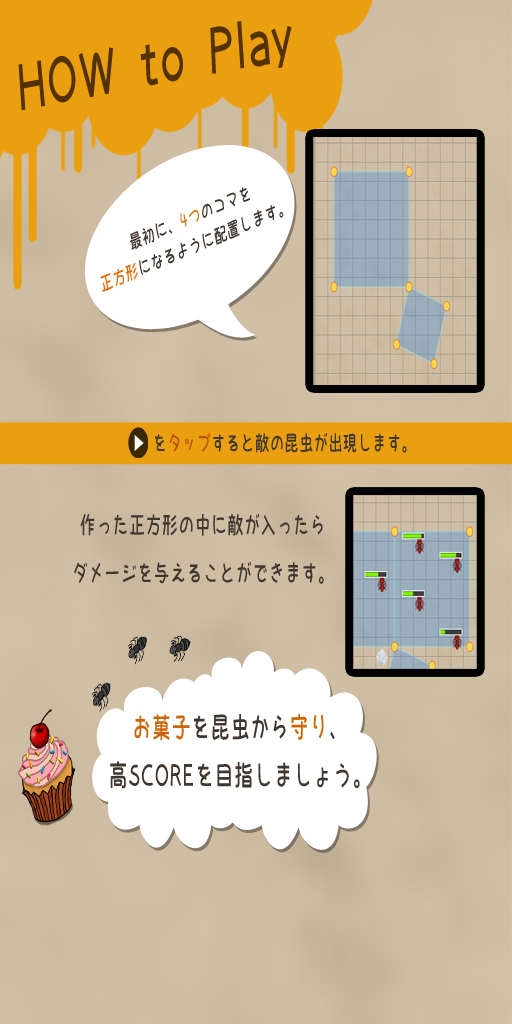 HOW to Play
最初に、4つのコマを
正方形になるように配置します。
をタップすると敵の昆虫が出現します。
作った正方形の中に敵が入ったら
ダメージを与えることができます。
お菓子を昆虫から守り、
高SCOREを目指しましょう。